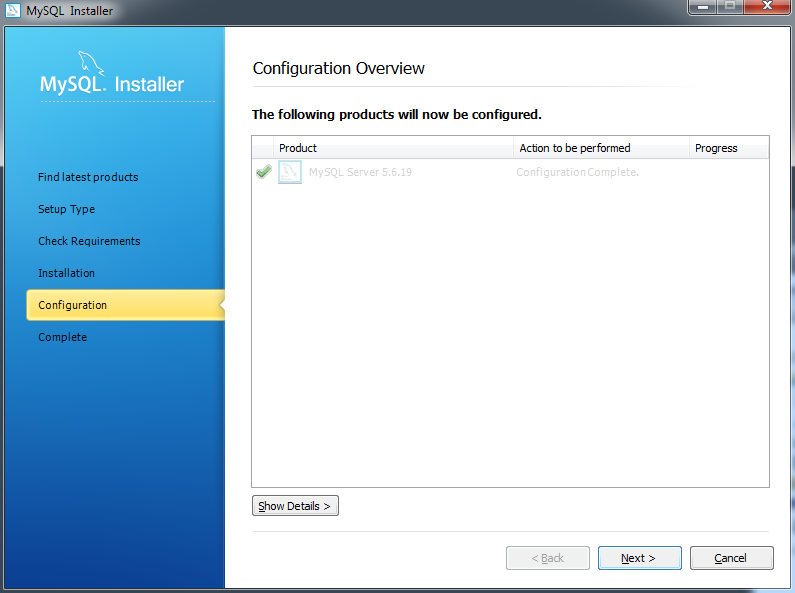 MySQL Installer
MySQL. Installer
Find latest products
Setup Type
Check Requirements
Installation
Configuration
Complete
Configuration Overview
The following products will now be configured.
Product Action to be performed Progress
MySQL Server 5.6.19 Configuration Complete.
Show Details >
< Back Next > Cancel